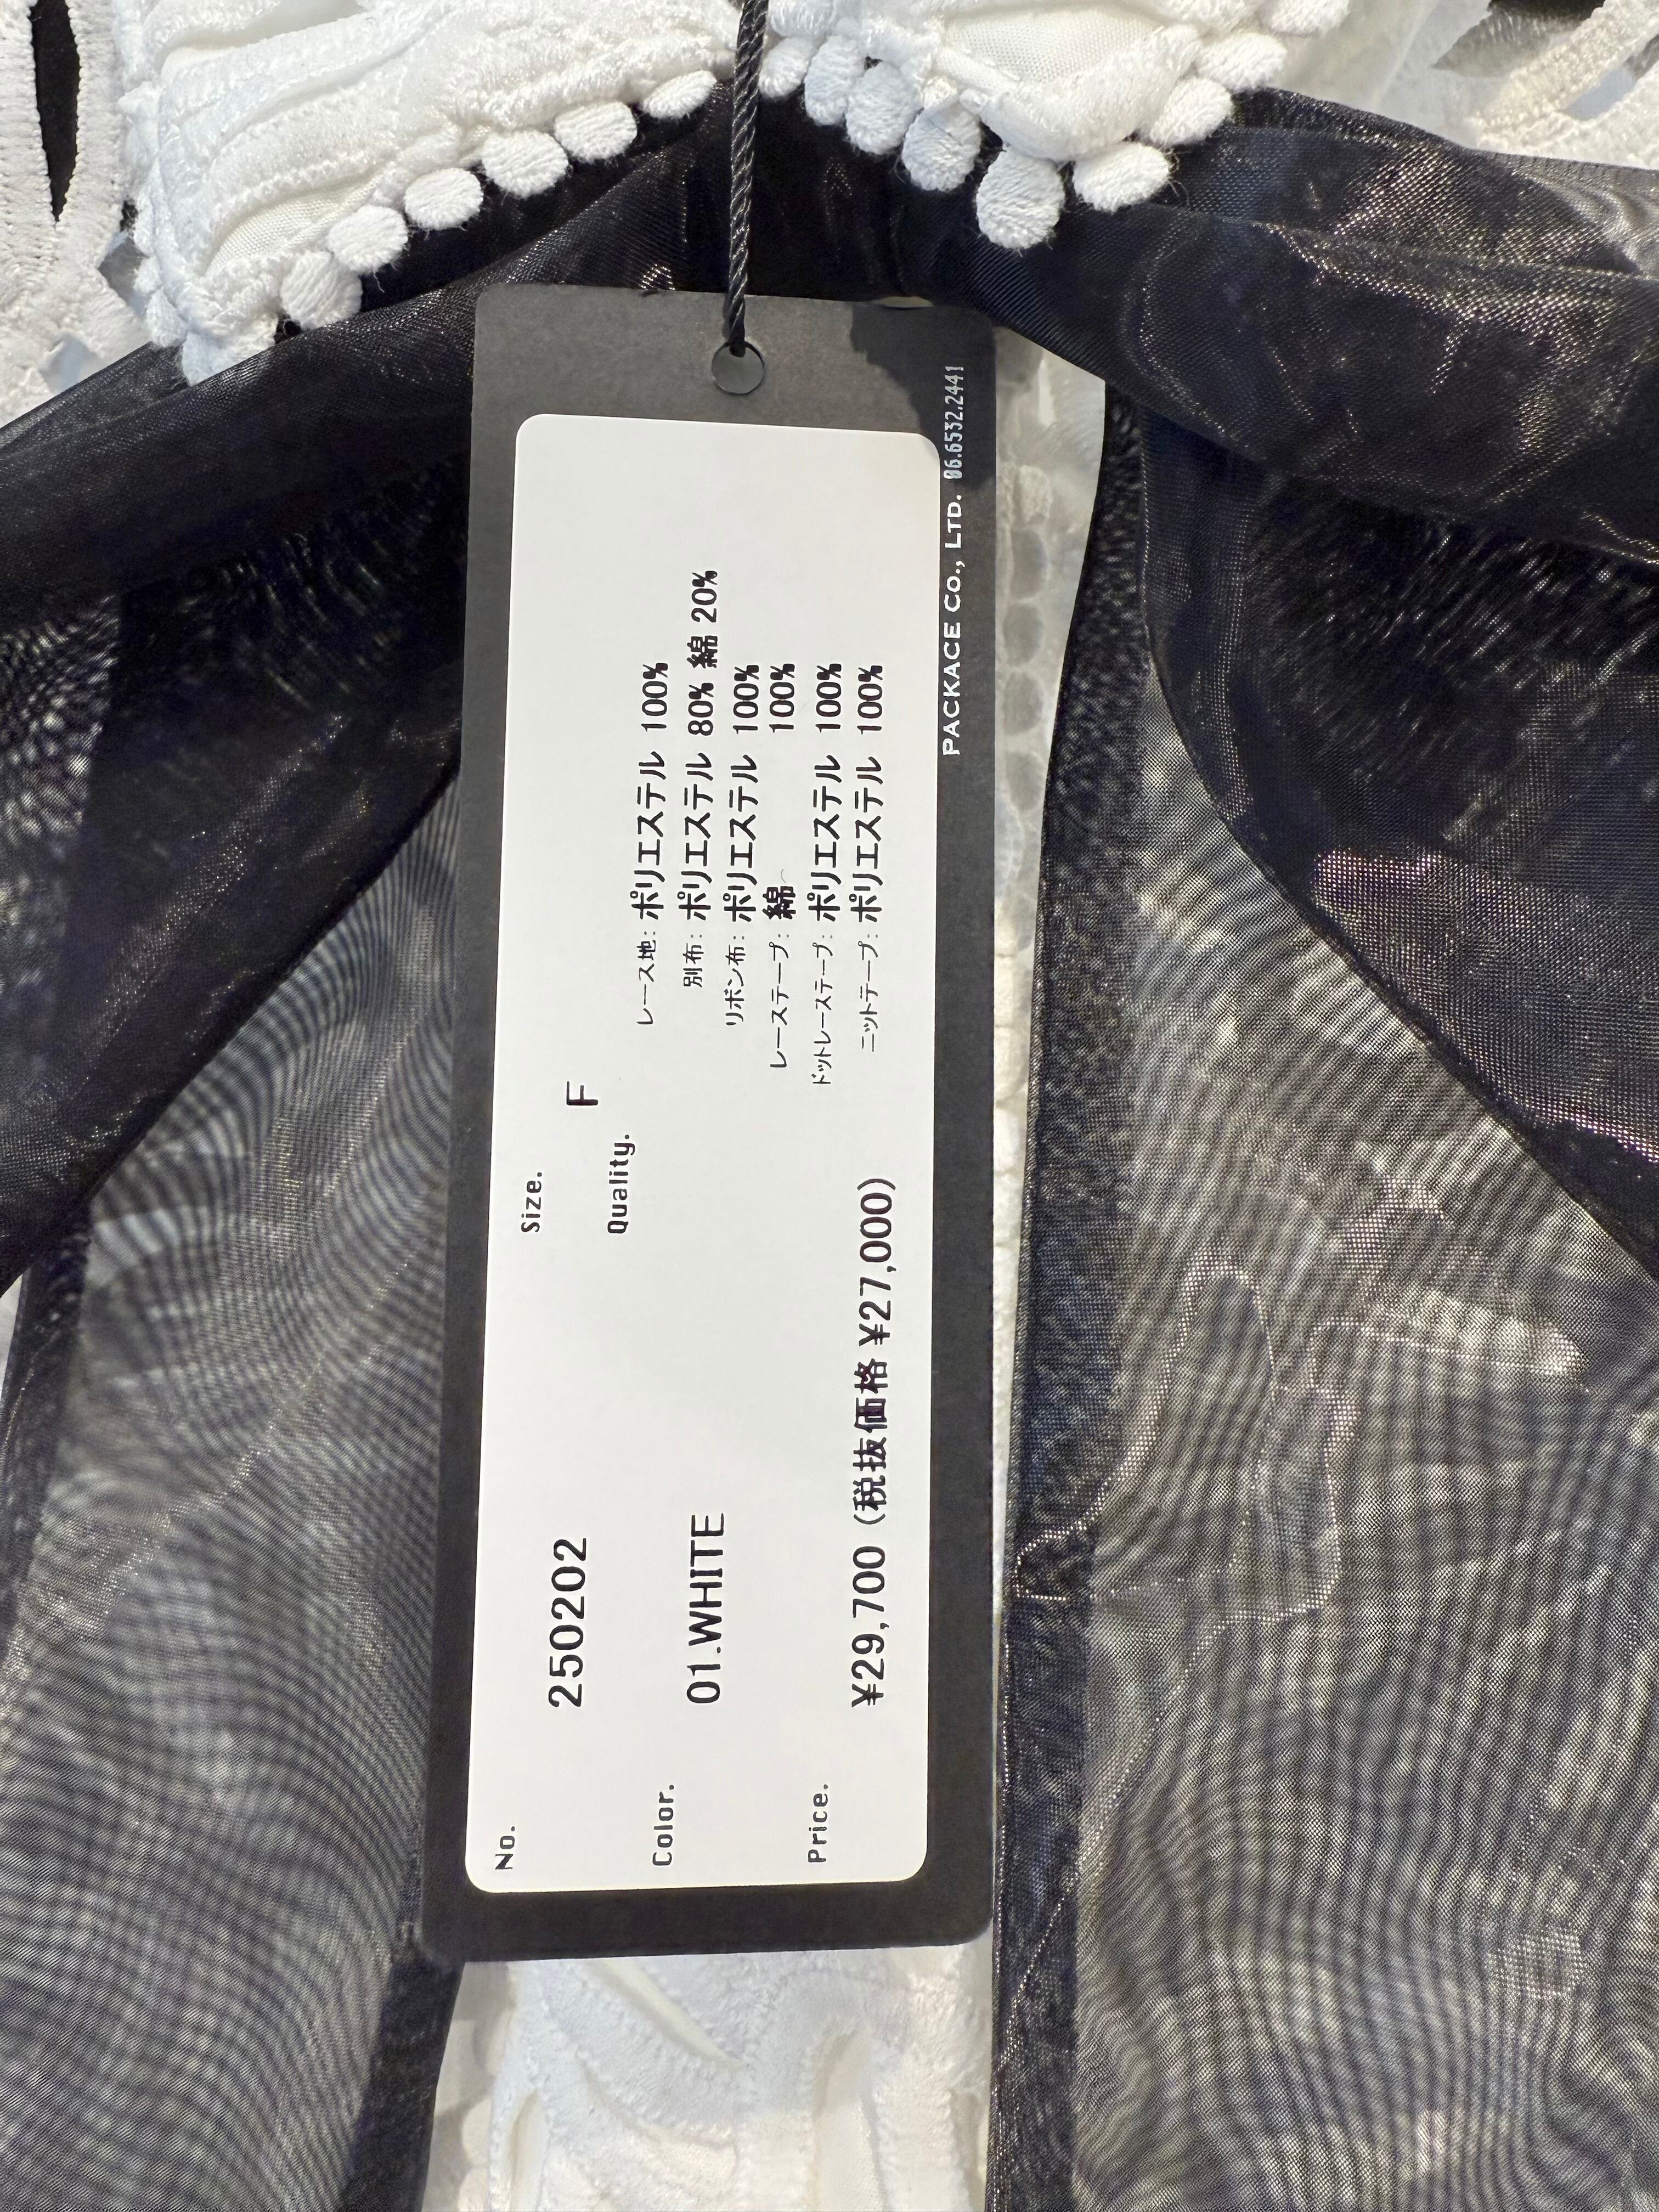 No.
250202
Color.
01.WHITE
Price.
¥29,700 (税抜価格 ¥27,000)
Size.
F
Quality.
レース地: ポリエステル 100%
別布: ポリエステル 80% 綿 20%
リボン布: ポリエステル 100%
レーステープ: 綿 100%
ドットレーステープ: ポリエステル 100%
ニットテープ: ポリエステル 100%
PACKACE CO., LTD. 06.6532.2441